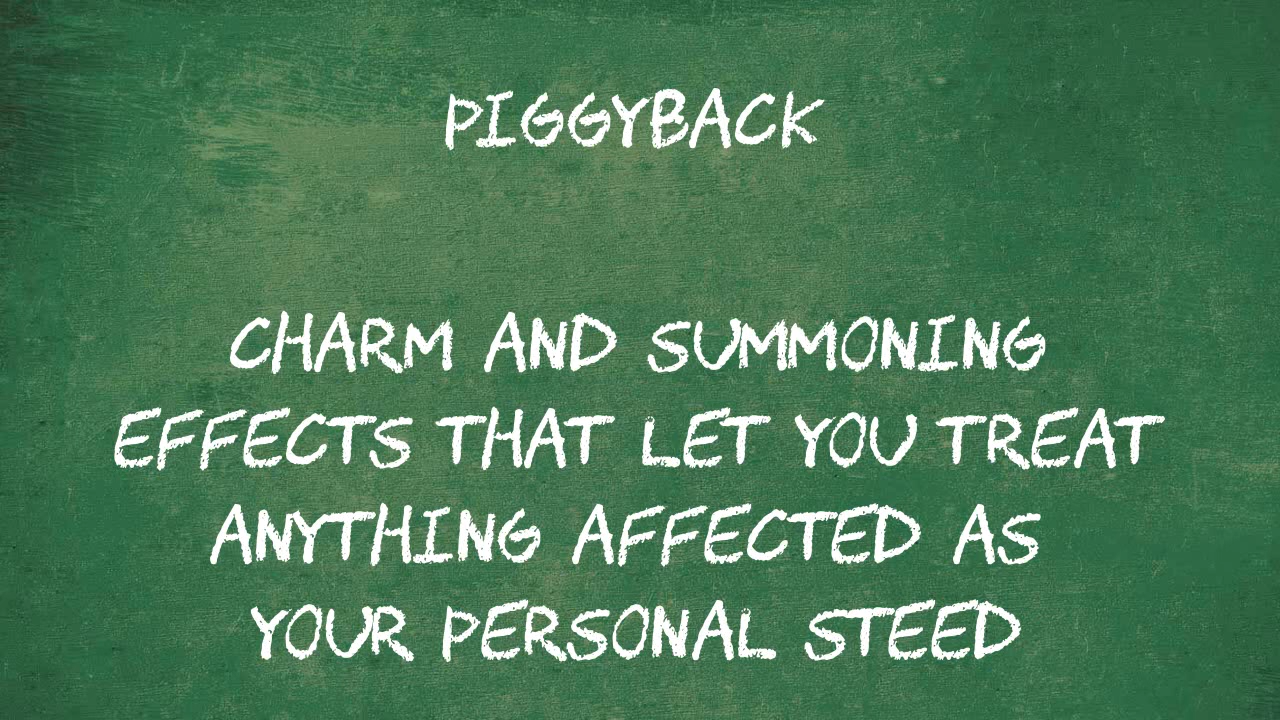 PIGGYBACK
CHARM AND SUMMONING
EFFECTS THAT LET YOU TREAT
ANYTHING AFFECTED AS
YOUR PERSONAL STEED